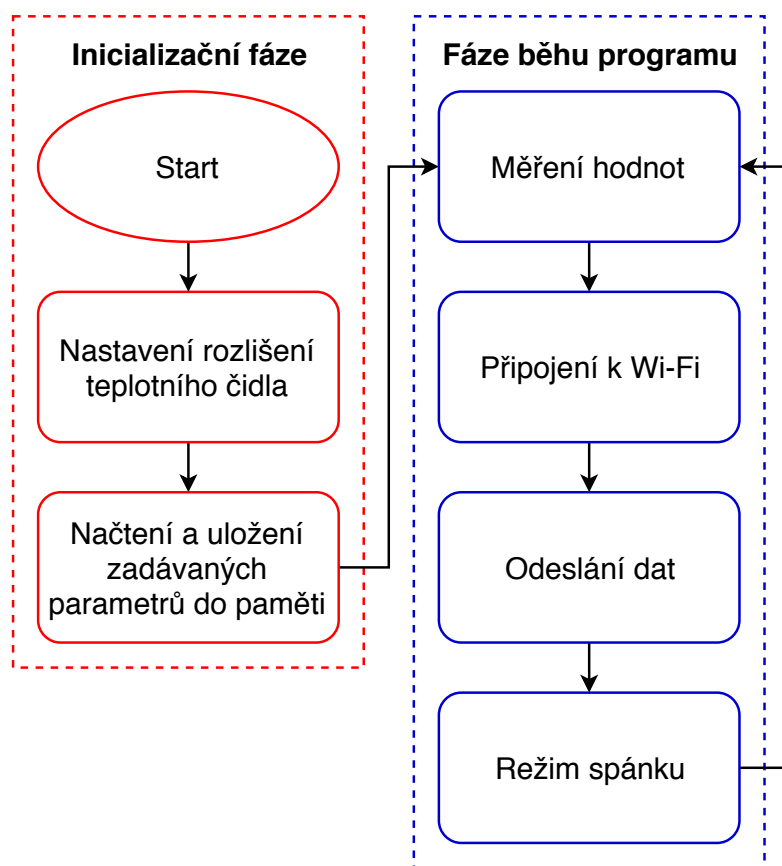 Inicializační fáze
Start
Nastavení rozlišení
teplotního čidla
Načtení a uložení
zadávaných
parametrů do paměti
Fáze běhu programu
Měření hodnot
Připojení k Wi-Fi
Odeslání dat
Režim spánku